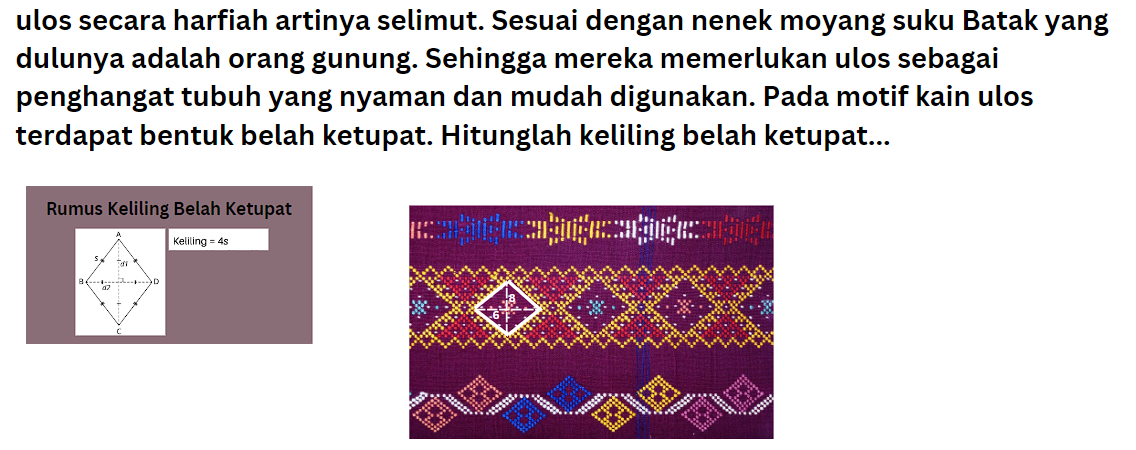 ulos secara harfiah artinya selimut. Sesuai dengan nenek moyang suku Batak yang
dulunya adalah orang gunung. Sehingga mereka memerlukan ulos sebagai
penghangat tubuh yang nyaman dan mudah digunakan. Pada motif kain ulos
terdapat bentuk belah ketupat. Hitunglah keliling belah ketupat...
Rumus Keliling Belah Ketupat
Keliling = 4s
A
s
d1
B
d2
D
C
8
6